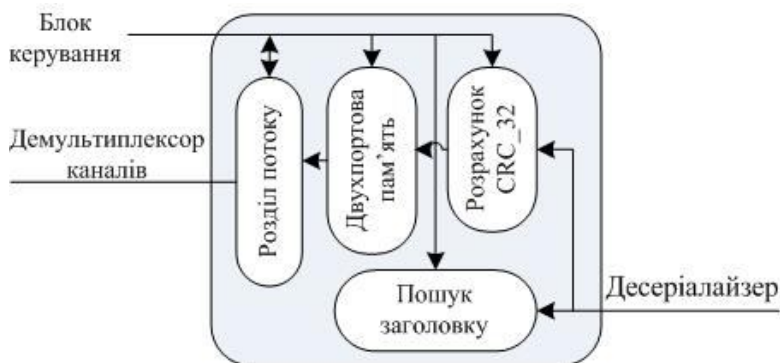 Блок
керування
Демультиплексор
каналів
Розділ потоку
Двухпортова
пам’ять
Розрахунок
CRC_32
Пошук
заголовку
Десеріалайзер